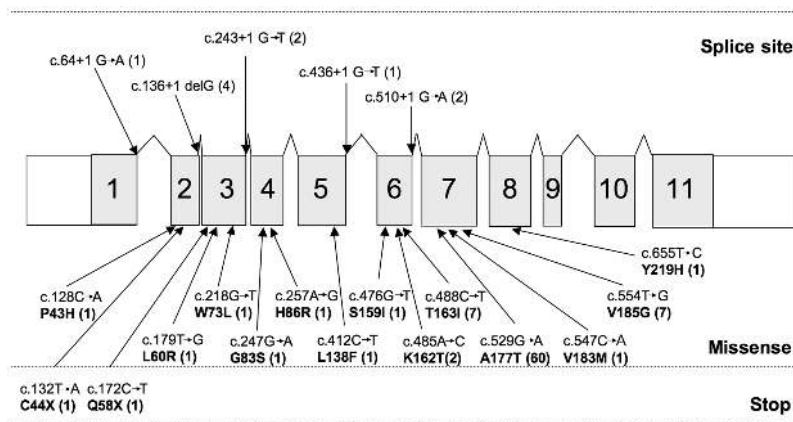 c.243+1 G→T (2)
Splice site
c.64+1 G→A (1)
c.436+1 G→T (1)
c.136+1 delG (4)
c.510+1 G→A (2)
1 2 3 4 5 6 7 8 9 10 11
c.655T→C
Y219H (1)
c.128C→A
P43H (1)
c.218G→T
W73L (1)
c.257A→G
H86R (1)
c.476G→T
S159I (1)
c.488C→T
T163I (7)
c.554T→G
V185G (7)
c.179T→G
L60R (1)
c.247G→A
G83S (1)
c.412C→T
L138F (1)
c.485A→C
K162T(2)
c.529G→A
A177T (60)
c.547C→A
V183M (1)
Missense
c.132T→A
C44X (1)
c.172C→T
Q58X (1)
Stop